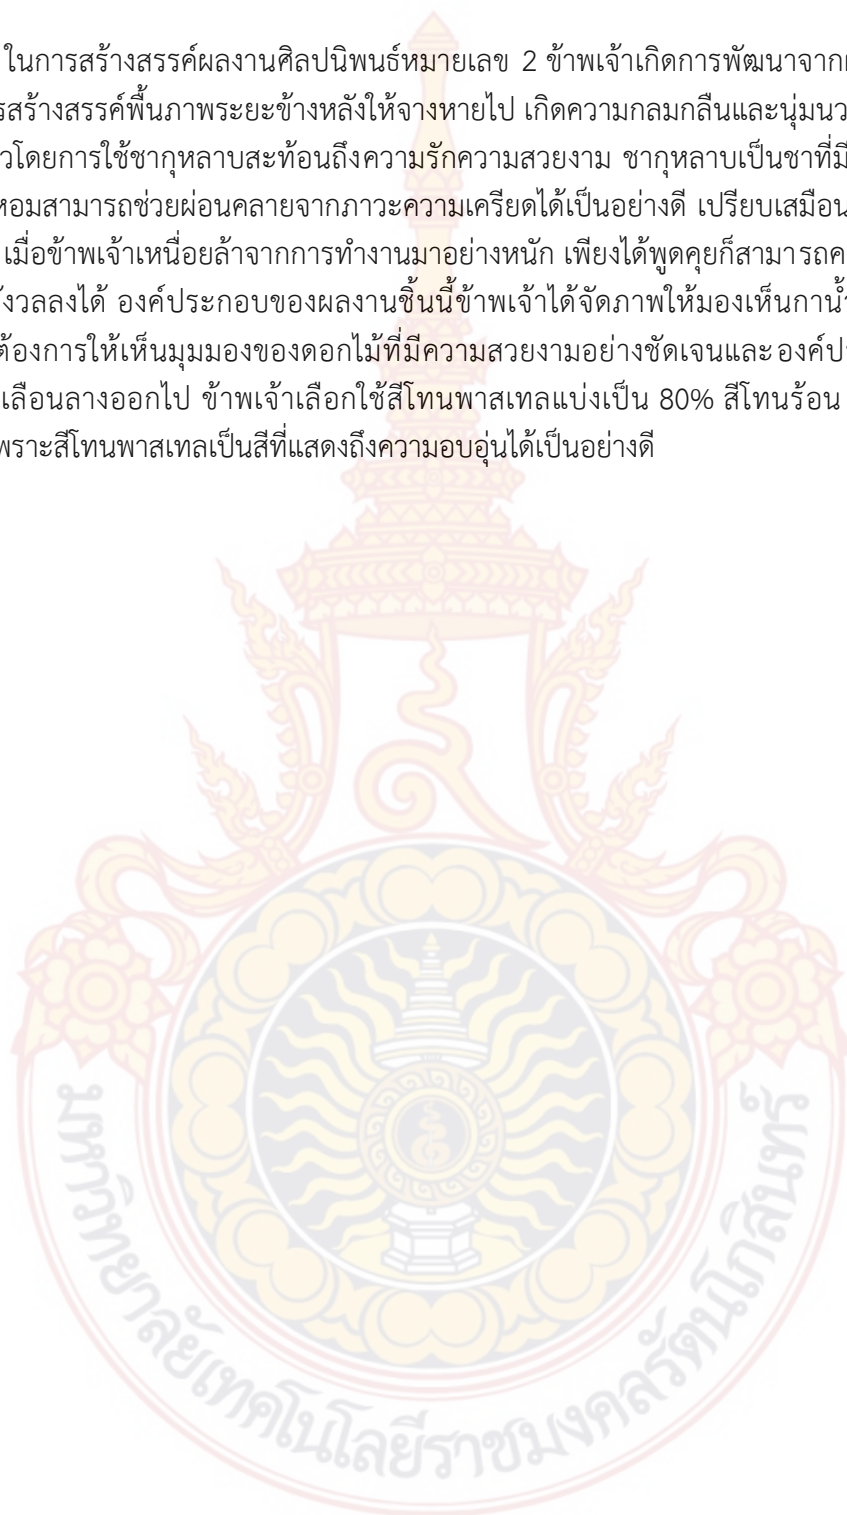 ในการสร้างสรรค์ผลงานศิลปนิพนธ์หมายเลข 2 ข้าพเจ้าเกิดการพัฒนาจาก
สร้างสรรค์พื้นภาพระยะข้างหลังให้จางหายไป เกิดความกลมกลืนและนุ่มนว
โดยการใช้ชากุหลาบสะท้อนถึงความรักความสวยงาม ชากุหลาบเป็นชาที่มี
หอมสามารถช่วยผ่อนคลายจากภาวะความเครียดได้เป็นอย่างดี เปรียบเสมือน
เมื่อข้าพเจ้าเหนื่อยล้าจากการทำงานมาอย่างหนัก เพียงได้พูดคุยก็สามารถค
ังวลลงได้ องค์ประกอบของผลงานชิ้นนี้ข้าพเจ้าได้จัดภาพให้มองเห็นกาน้ำ
ต้องการให้เห็นมุมมองของดอกไม้ที่มีความสวยงามอย่างชัดเจนและองค์ป
เลือนลางออกไป ข้าพเจ้าเลือกใช้สีโทนพาสเทลแบ่งเป็น 80% สีโทนร้อน
เพราะสีโทนพาสเทลเป็นสีที่แสดงถึงความอบอุ่นได้เป็นอย่างดี
มหาวิทยาลัยเทคโนโลยีราชมงคลรัตนโกสินทร์